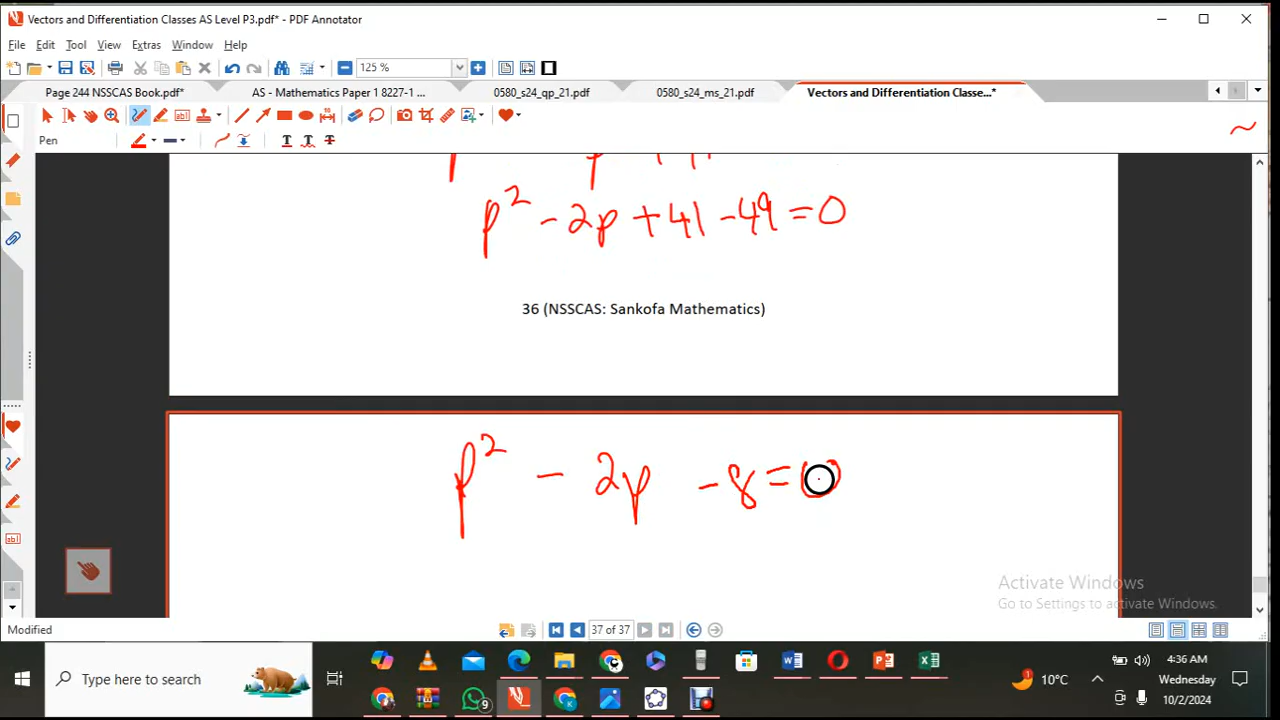 Vectors and Differentiation Classes AS Level P3.pdf* - PDF Annotator
File Edit Tool View Extras Window Help
125 %
Page 244 NSSCAS Book.pdf* AS - Mathematics Paper 1 8227-1 ... 0580_s24_qp_21.pdf 0580_s24_ms_21.pdf Vectors and Differentiation Classe...*
Pen
p² - 2p + 41 - 49 = 0
36 (NSSCAS: Sankofa Mathematics)
p² - 2p - 8 = 0
Activate Windows
Go to Settings to activate Windows.
Modified 37 of 37
Type here to search
9
10°C
4:36 AM
Wednesday
10/2/2024